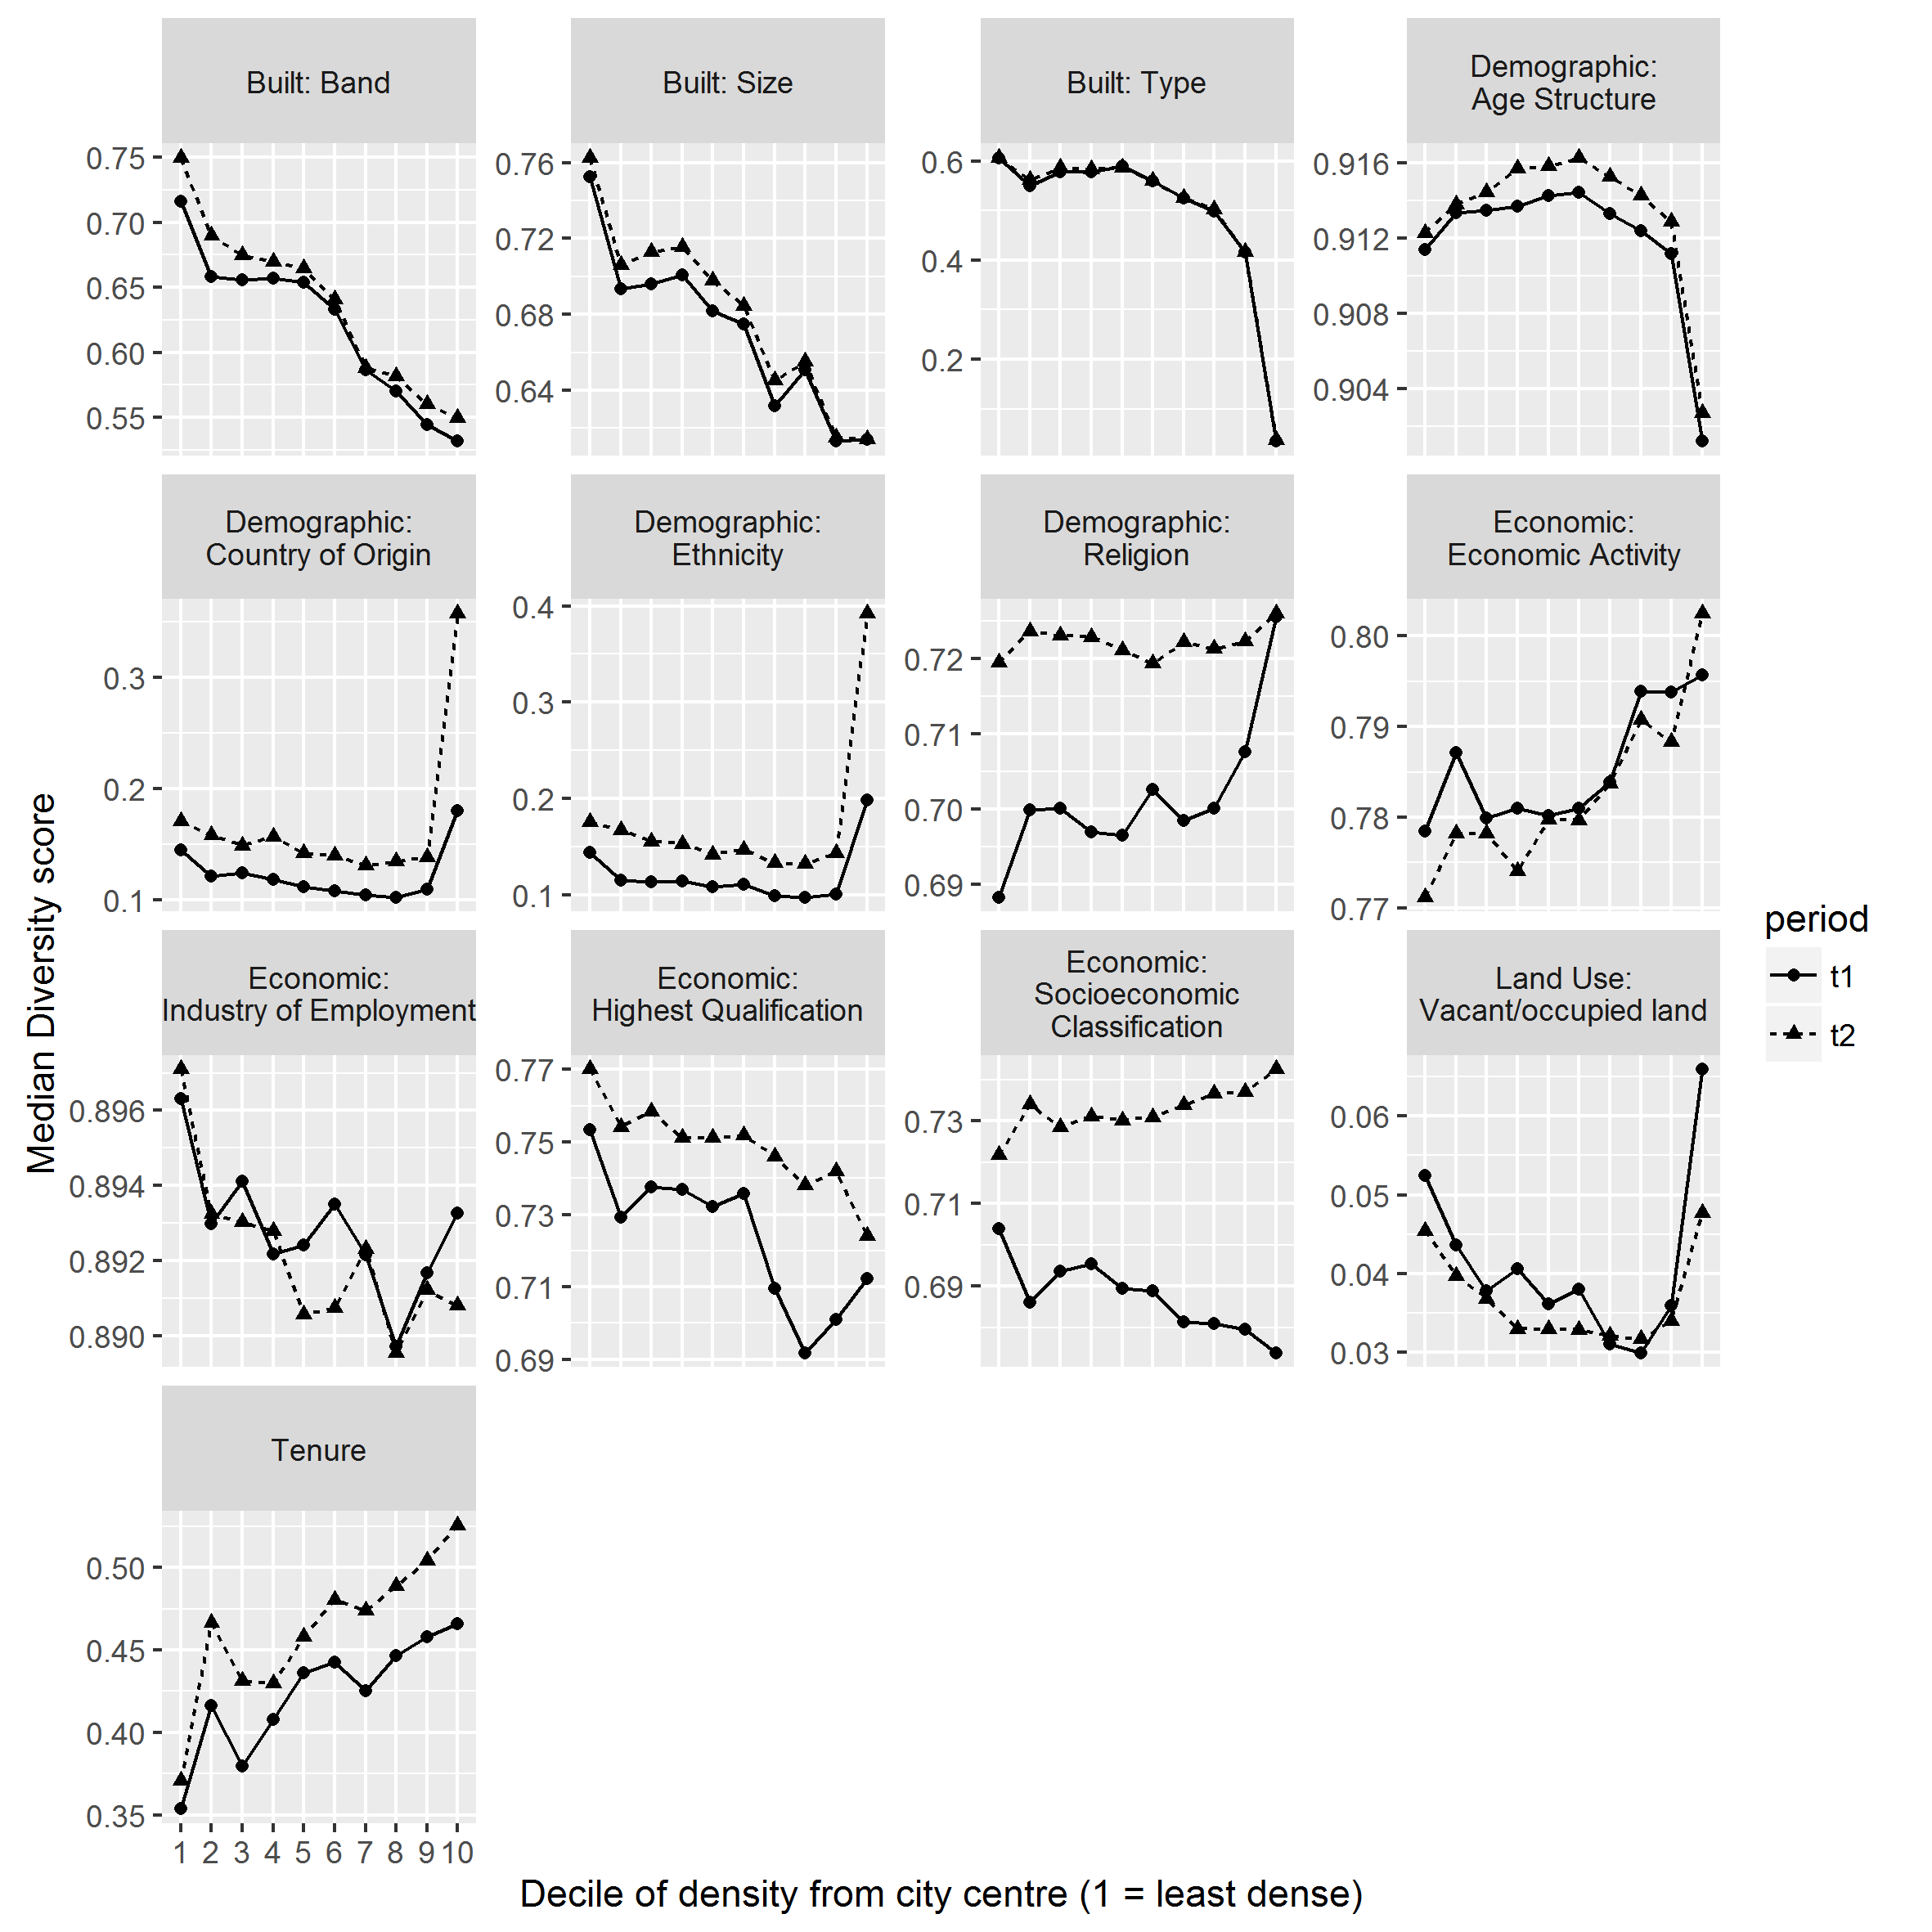 Built: Band
Built: Size
Built: Type
Demographic:
Age Structure
0.75
0.70
0.65
0.60
0.55
0.76
0.72
0.68
0.64
0.6
0.4
0.2
0.916
0.912
0.908
0.904
Demographic:
Country of Origin
Demographic:
Ethnicity
Demographic:
Religion
Economic:
Economic Activity
0.3
0.2
0.1
0.4
0.3
0.2
0.1
0.72
0.71
0.70
0.69
0.80
0.79
0.78
0.77
Economic:
Industry of Employment
Economic:
Highest Qualification
Economic:
Socioeconomic
Classification
Land Use:
Vacant/occupied land
0.896
0.894
0.892
0.890
0.77
0.75
0.73
0.71
0.69
0.73
0.71
0.69
0.06
0.05
0.04
0.03
Tenure
0.50
0.45
0.40
0.35
1 2 3 4 5 6 7 8 9 10
Decile of density from city centre (1 = least dense)
Median Diversity score
period
t1
t2